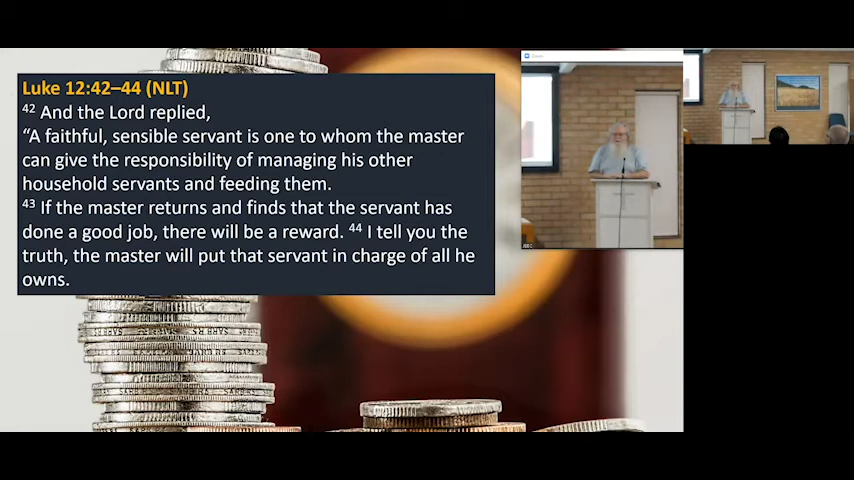 Luke 12:42–44 (NLT)
42 And the Lord replied,
“A faithful, sensible servant is one to whom the master
can give the responsibility of managing his other
household servants and feeding them.
43 If the master returns and finds that the servant has
done a good job, there will be a reward. 44 I tell you the
truth, the master will put that servant in charge of all he
owns.
Zoom